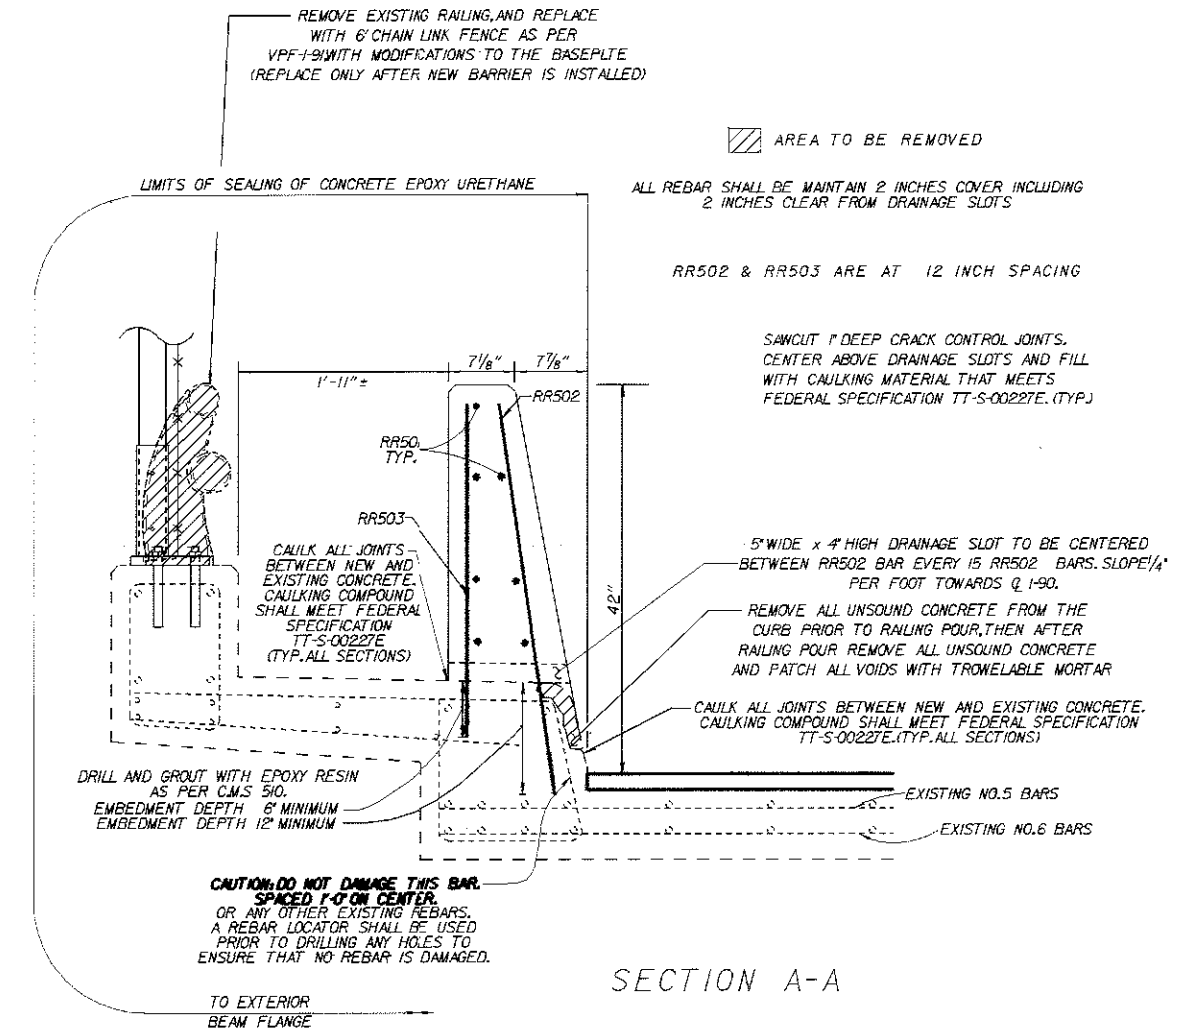 REMOVE EXISTING RAILING, AND REPLACE
WITH 6' CHAIN LINK FENCE AS PER
VPF-1-91 WITH MODIFICATIONS TO THE BASEPLTE
(REPLACE ONLY AFTER NEW BARRIER IS INSTALLED)
AREA TO BE REMOVED
LIMITS OF SEALING OF CONCRETE EPOXY URETHANE
ALL REBAR SHALL BE MAINTAIN 2 INCHES COVER INCLUDING
2 INCHES CLEAR FROM DRAINAGE SLOTS
RR502 & RR503 ARE AT 12 INCH SPACING
SAWCUT 1" DEEP CRACK CONTROL JOINTS.
CENTER ABOVE DRAINAGE SLOTS AND FILL
WITH CAULKING MATERIAL THAT MEETS
FEDERAL SPECIFICATION TT-S-00227E. (TYP.)
1'-11" ±
7 1/8"
7 7/8"
RR502
RR50
TYP.
RR503
42"
CAULK ALL JOINTS
BETWEEN NEW AND
EXISTING CONCRETE.
CAULKING COMPOUND
SHALL MEET FEDERAL
SPECIFICATION
TT-S-00227E
(TYP. ALL SECTIONS)
5" WIDE x 4" HIGH DRAINAGE SLOT TO BE CENTERED
BETWEEN RR502 BAR EVERY 15 RR502 BARS. SLOPE 1/4"
PER FOOT TOWARDS ℄ I-90.
REMOVE ALL UNSOUND CONCRETE FROM THE
CURB PRIOR TO RAILING POUR, THEN AFTER
RAILING POUR REMOVE ALL UNSOUND CONCRETE
AND PATCH ALL VOIDS WITH TROWELABLE MORTAR
CAULK ALL JOINTS BETWEEN NEW AND EXISTING CONCRETE.
CAULKING COMPOUND SHALL MEET FEDERAL SPECIFICATION
TT-S-00227E. (TYP. ALL SECTIONS)
DRILL AND GROUT WITH EPOXY RESIN
AS PER C.M.S 510.
EMBEDMENT DEPTH 6" MINIMUM
EMBEDMENT DEPTH 12" MINIMUM
EXISTING NO.5 BARS
EXISTING NO.6 BARS
CAUTION: DO NOT DAMAGE THIS BAR.
SPACED 1'-0" ON CENTER.
OR ANY OTHER EXISTING REBARS.
A REBAR LOCATOR SHALL BE USED
PRIOR TO DRILLING ANY HOLES TO
ENSURE THAT NO REBAR IS DAMAGED.
SECTION A-A
TO EXTERIOR
BEAM FLANGE